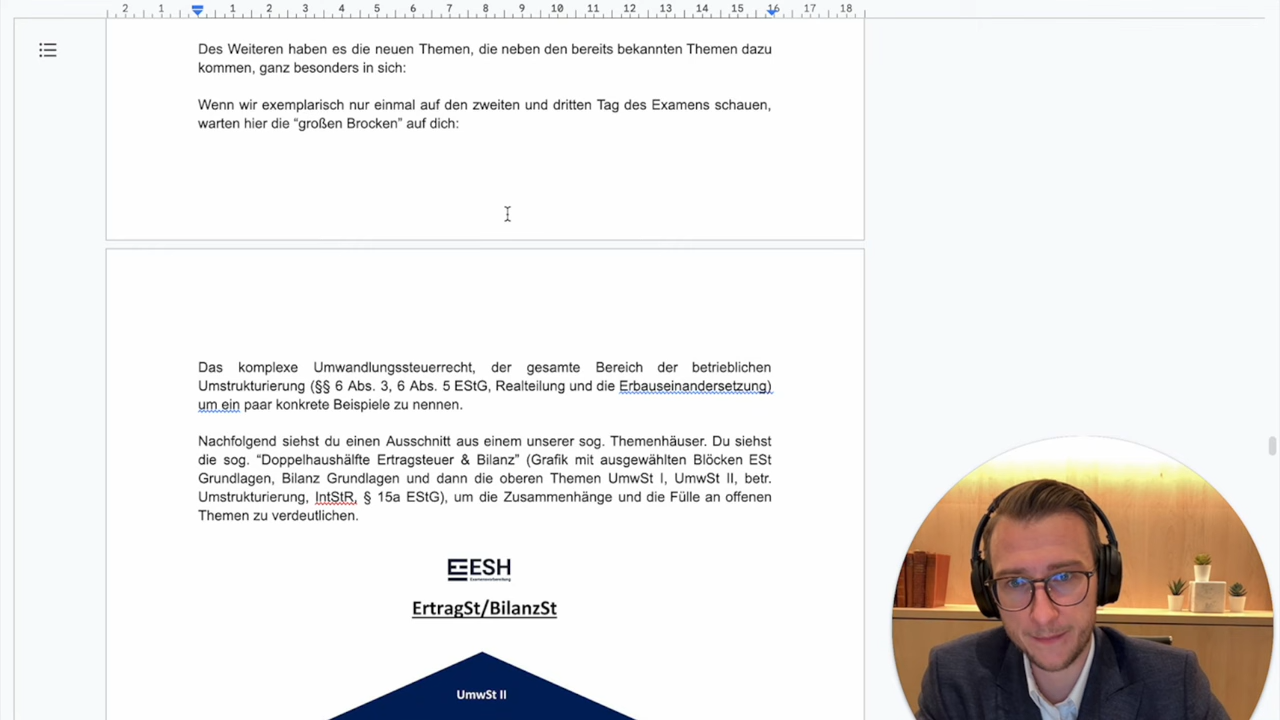 2 1 1 2 3 4 5 6 7 8 9 10 11 12 13 14 15 16 17 18
Des Weiteren haben es die neuen Themen, die neben den bereits bekannten Themen dazu
kommen, ganz besonders in sich:
Wenn wir exemplarisch nur einmal auf den zweiten und dritten Tag des Examens schauen,
warten hier die “großen Brocken” auf dich:
Das komplexe Umwandlungssteuerrecht, der gesamte Bereich der betrieblichen
Umstrukturierung (§§ 6 Abs. 3, 6 Abs. 5 EStG, Realteilung und die Erbauseinandersetzung)
um ein paar konkrete Beispiele zu nennen.
Nachfolgend siehst du einen Ausschnitt aus einem unserer sog. Themenhäuser. Du siehst
die sog. “Doppelhaushälfte Ertragsteuer & Bilanz” (Grafik mit ausgewählten Blöcken ESt
Grundlagen, Bilanz Grundlagen und dann die oberen Themen UmwSt I, UmwSt II, betr.
Umstrukturierung, IntStR, § 15a EStG), um die Zusammenhänge und die Fülle an offenen
Themen zu verdeutlichen.
ESH
Examensvorbereitung
ErtragSt/BilanzSt
UmwSt II